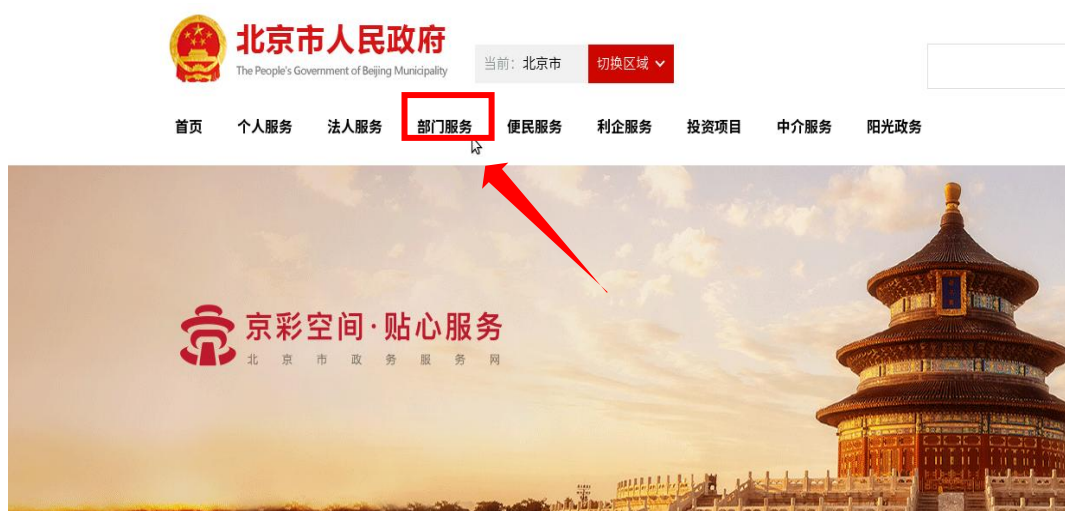 北京市人民政府
The People's Government of Beijing Municipality
当前：北京市 切换区域
首页 个人服务 法人服务 部门服务 便民服务 利企服务 投资项目 中介服务 阳光政务
京彩空间·贴心服务
北京市政务服务网